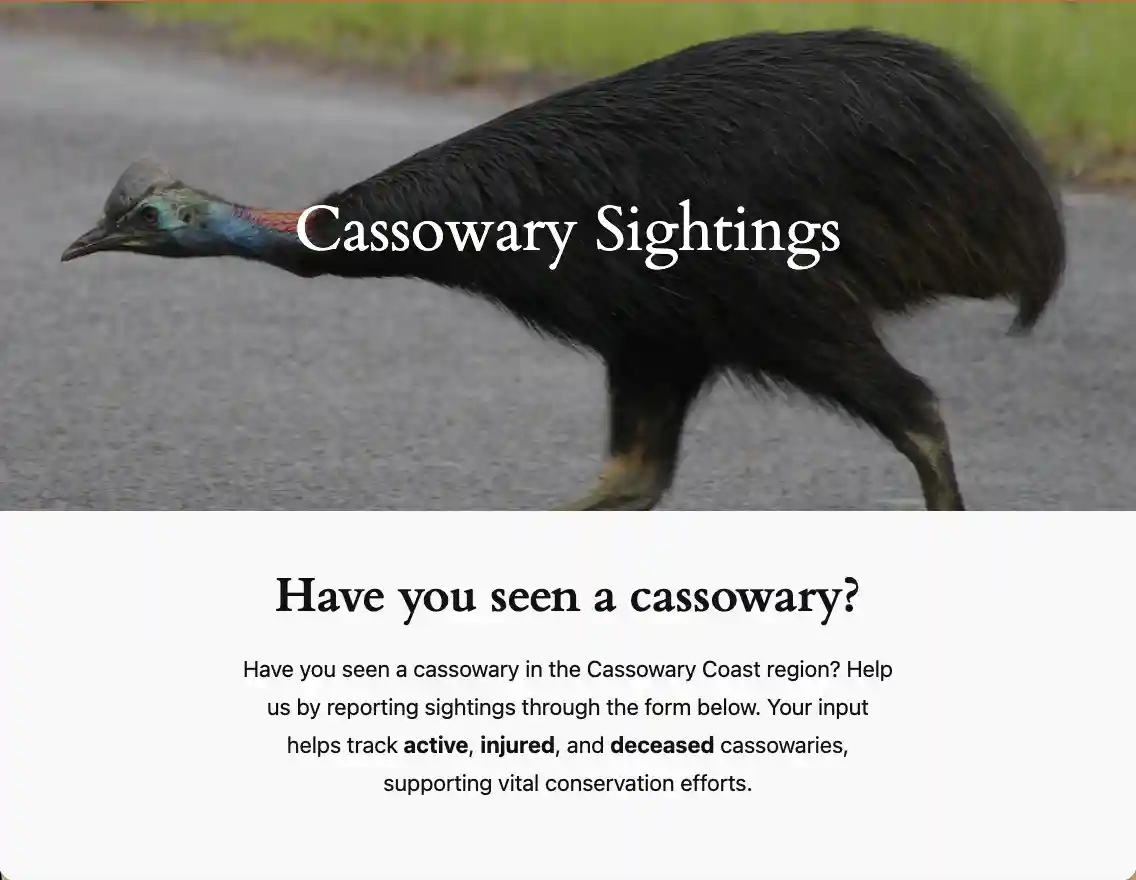 Cassowary Sightings
Have you seen a cassowary?
Have you seen a cassowary in the Cassowary Coast region? Help
us by reporting sightings through the form below. Your input
helps track active, injured, and deceased cassowaries,
supporting vital conservation efforts.